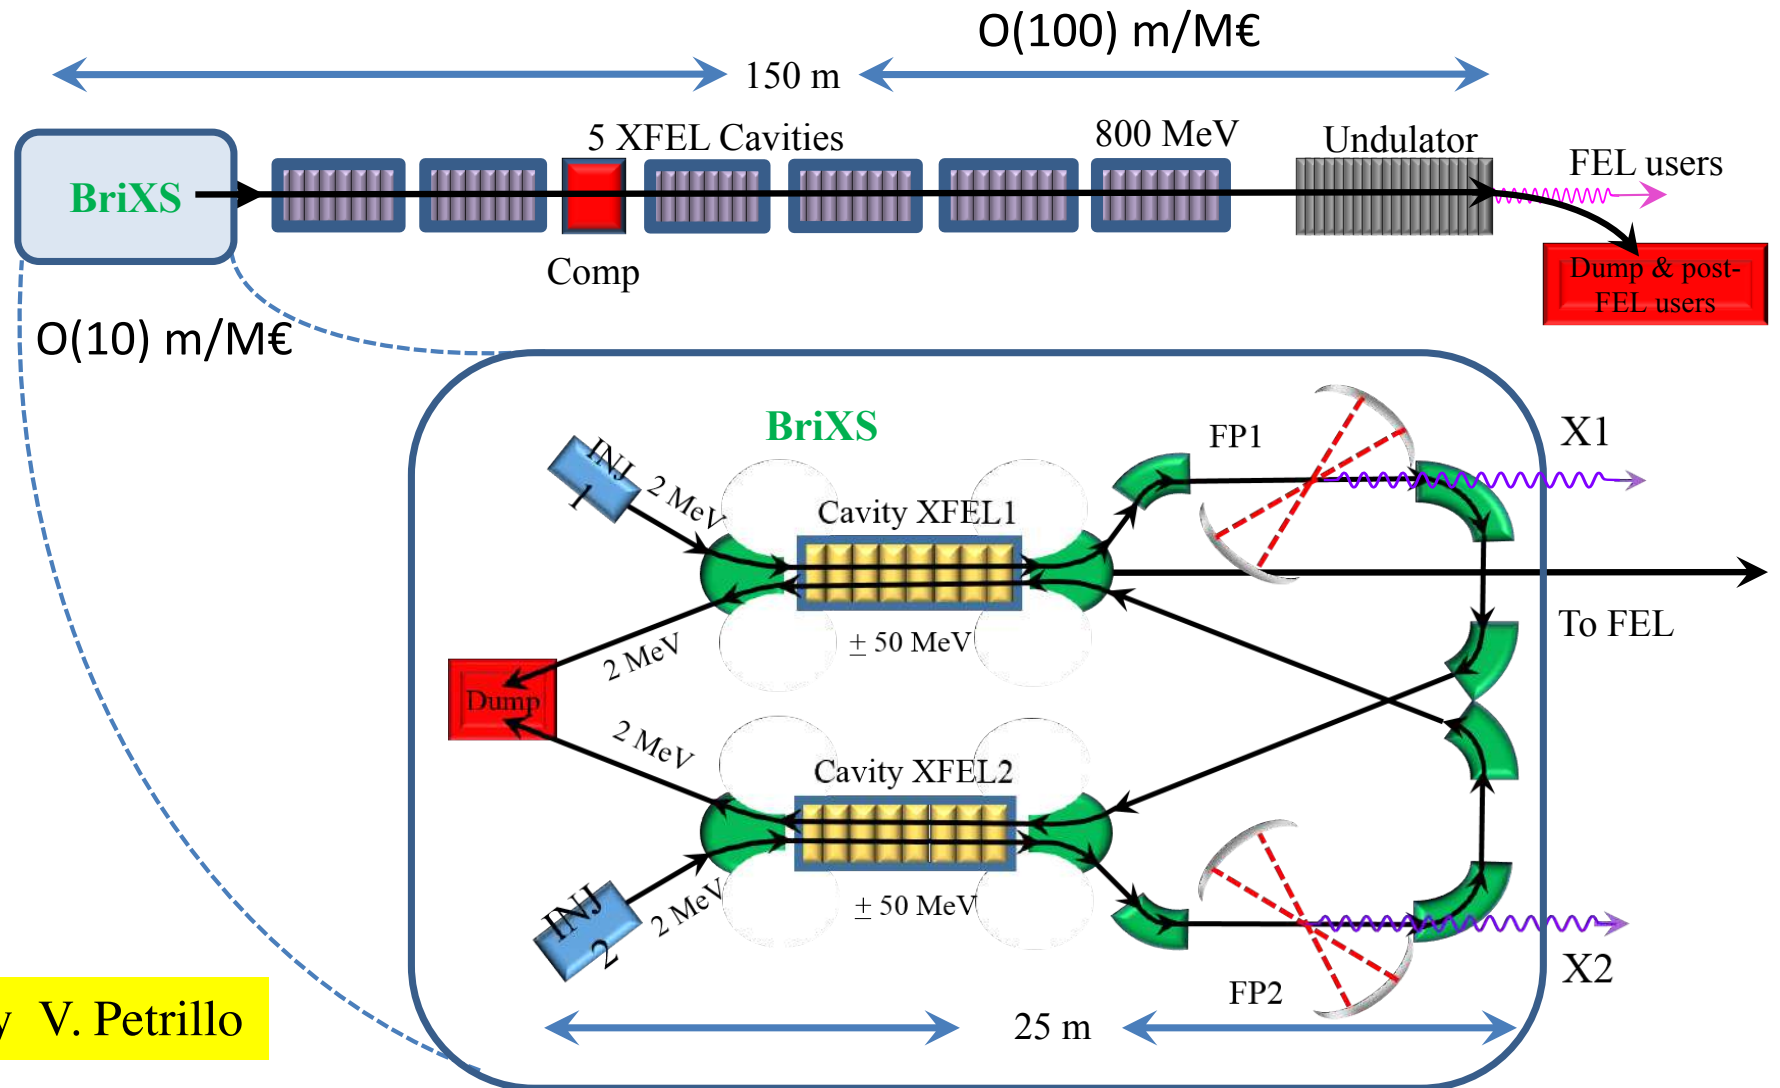 O(100) m/M€
150 m
5 XFEL Cavities
800 MeV
Undulator
FEL users
BriXS
Comp
Dump & post-
FEL users
O(10) m/M€
BriXS
FP1
X1
INJ
1
2 MeV
Cavity XFEL1
± 50 MeV
To FEL
2 MeV
Dump
2 MeV
Cavity XFEL2
± 50 MeV
INJ
2
2 MeV
X2
FP2
y V. Petrillo
25 m